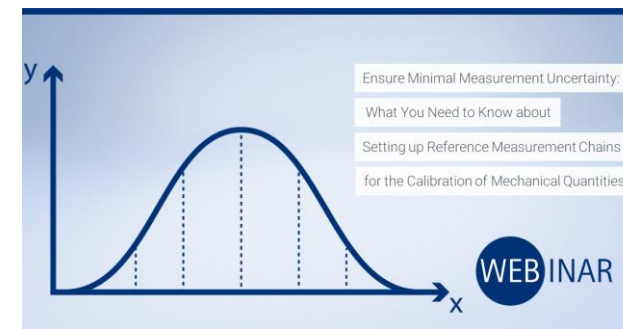 y
Ensure Minimal Measurement Uncertainty:
What You Need to Know about
Setting up Reference Measurement Chains
for the Calibration of Mechanical Quantities
WEBINAR
x